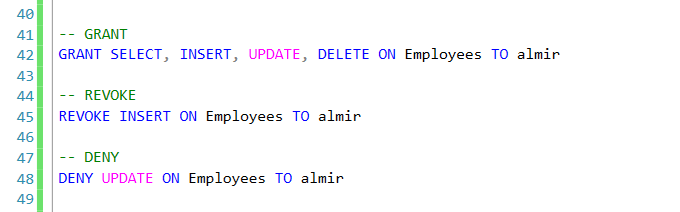 40
41 -- GRANT
42 GRANT SELECT, INSERT, UPDATE, DELETE ON Employees TO almir
43
44 -- REVOKE
45 REVOKE INSERT ON Employees TO almir
46
47 -- DENY
48 DENY UPDATE ON Employees TO almir
49